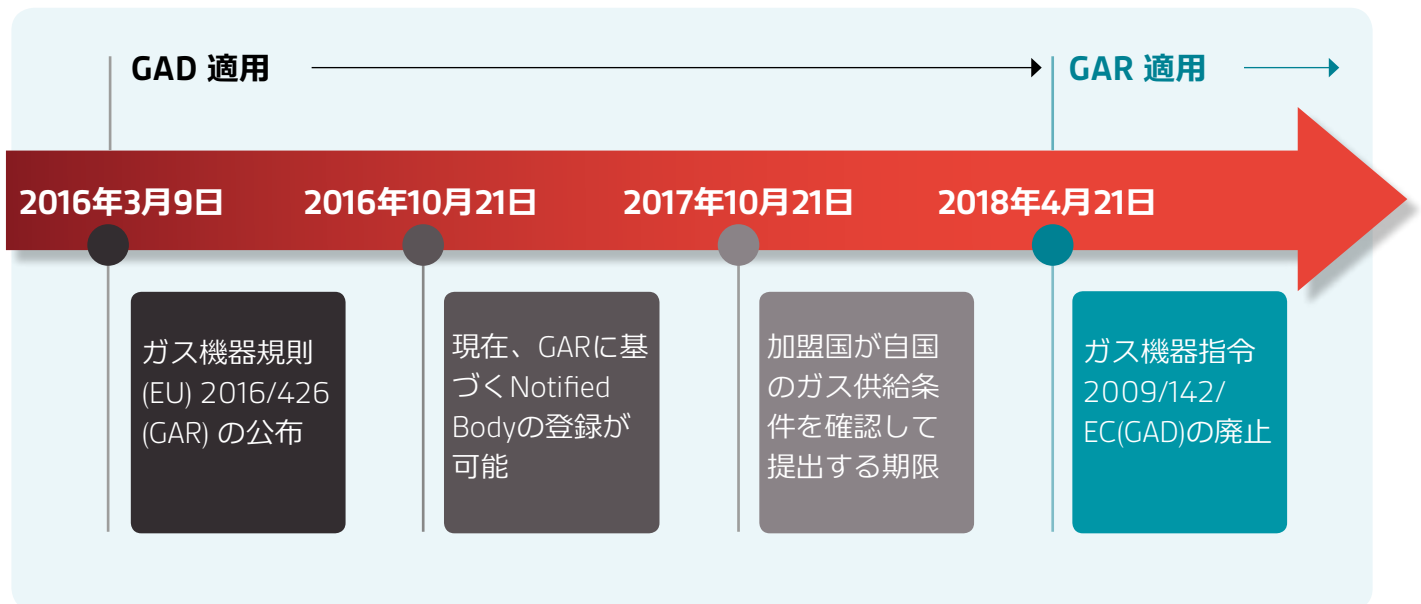 GAD 適用
GAR 適用
2016年3月9日
2016年10月21日
2017年10月21日
2018年4月21日
ガス機器規則
(EU) 2016/426
(GAR) の公布
現在、GARに基
づくNotified
Bodyの登録が
可能
加盟国が自国
のガス供給条
件を確認して
提出する期限
ガス機器指令
2009/142/
EC(GAD)の廃止